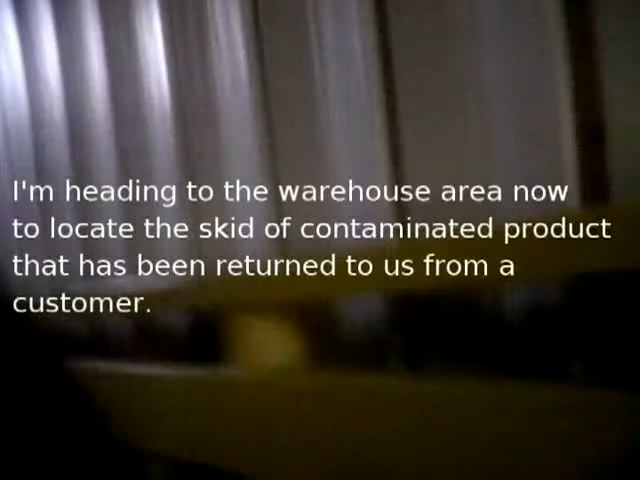 I'm heading to the warehouse area now
to locate the skid of contaminated product
that has been returned to us from a
customer.